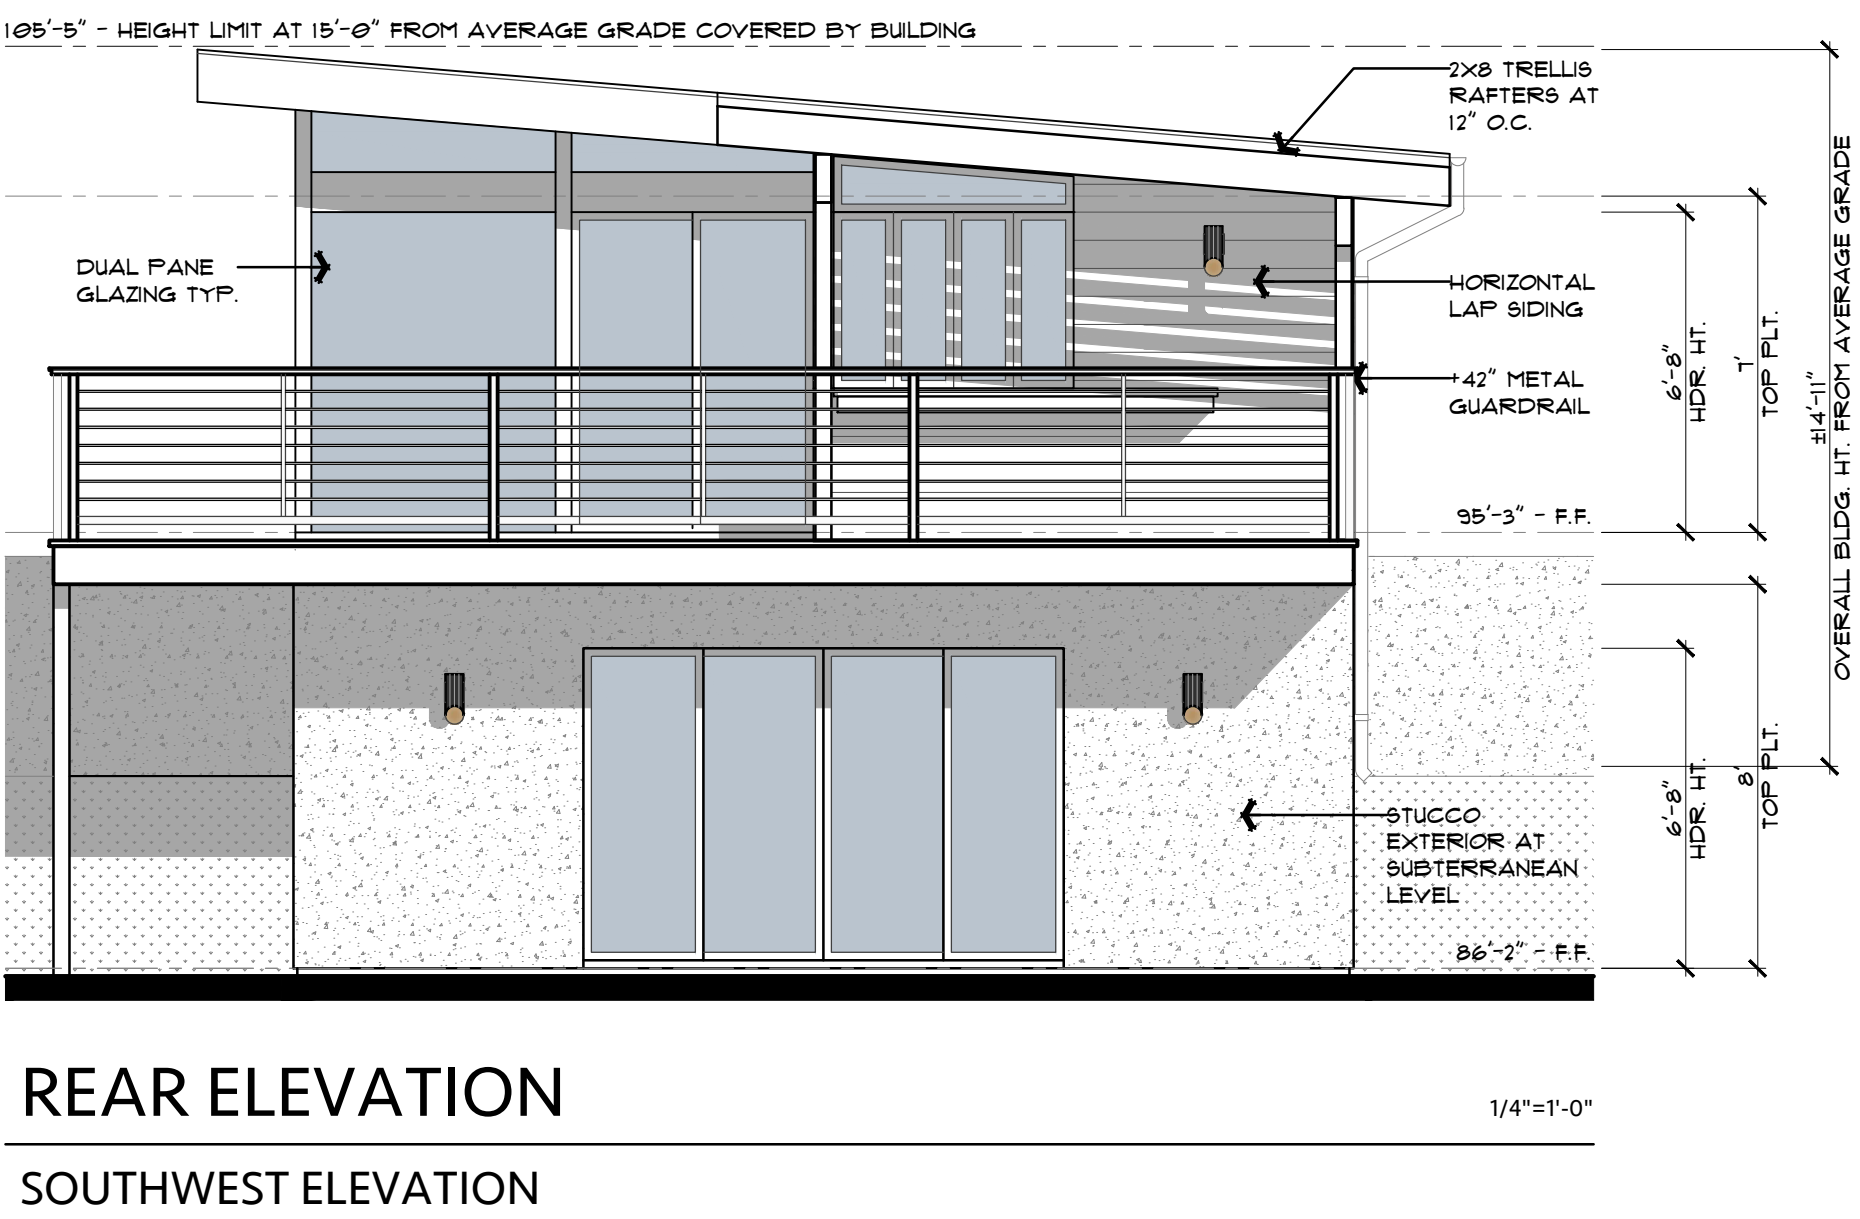 105'-5" - HEIGHT LIMIT AT 15'-0" FROM AVERAGE GRADE COVERED BY BUILDING
2X8 TRELLIS
RAFTERS AT
12" O.C.
DUAL PANE
GLAZING TYP.
HORIZONTAL
LAP SIDING
+42" METAL
GUARDRAIL
95'-3" - F.F.
6'-8"
HDR. HT.
7'
TOP PLT.
±14'-11"
OVERALL BLDG. HT. FROM AVERAGE GRADE
STUCCO
EXTERIOR AT
SUBTERRANEAN
LEVEL
86'-2" - F.F.
6'-8"
HDR. HT.
8'
TOP PLT.
REAR ELEVATION
1/4"=1'-0"
SOUTHWEST ELEVATION